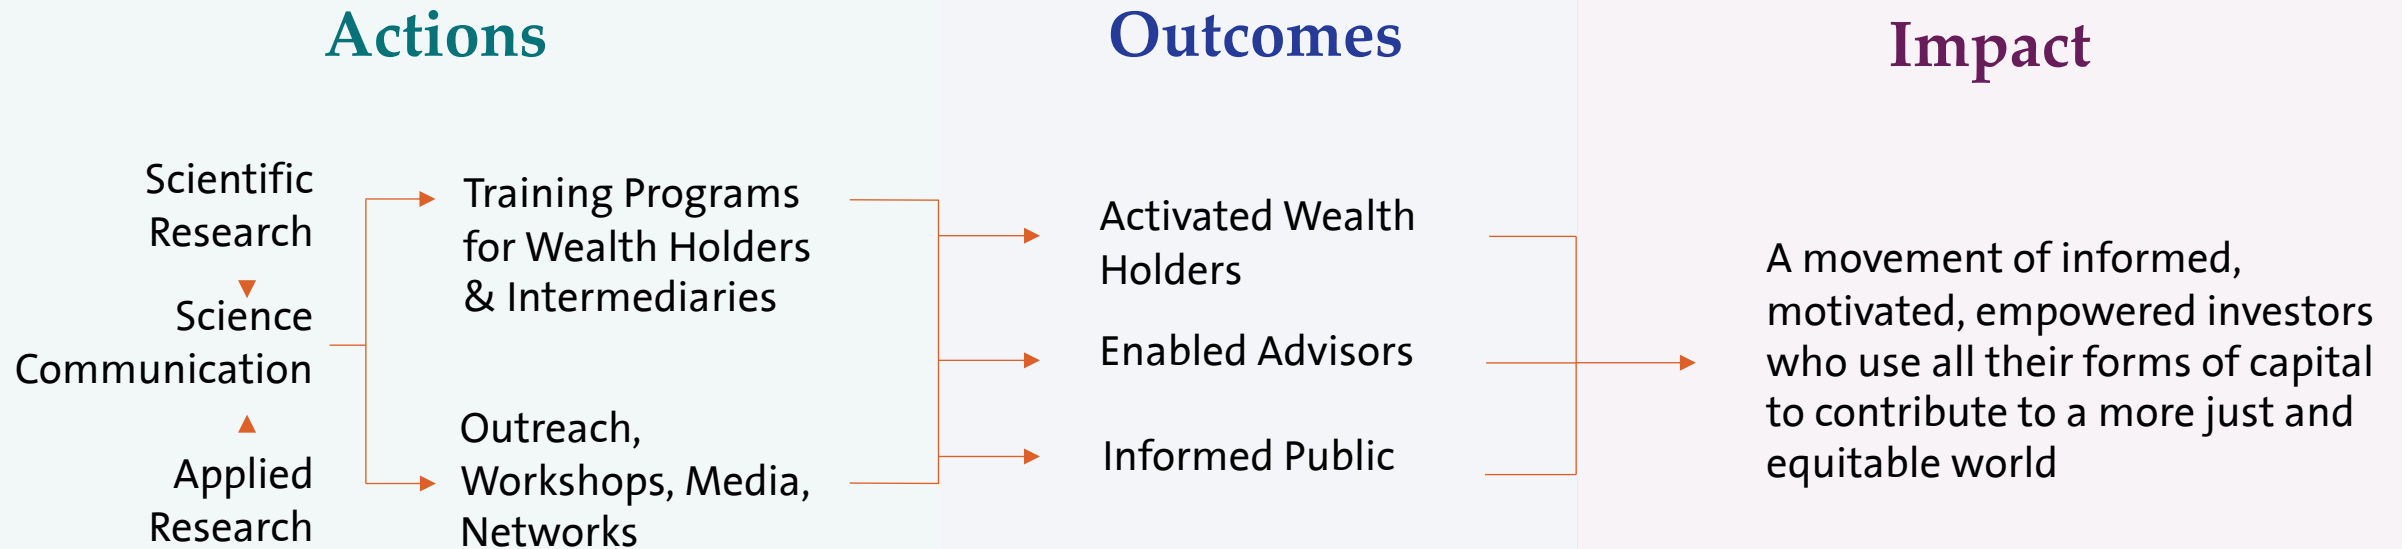 Actions
Outcomes
Impact
Scientific
Research
Science
Communication
Applied
Research
Training Programs
for Wealth Holders
& Intermediaries
Outreach,
Workshops, Media,
Networks
Activated Wealth
Holders
Enabled Advisors
Informed Public
A movement of informed,
motivated, empowered investors
who use all their forms of capital
to contribute to a more just and
equitable world